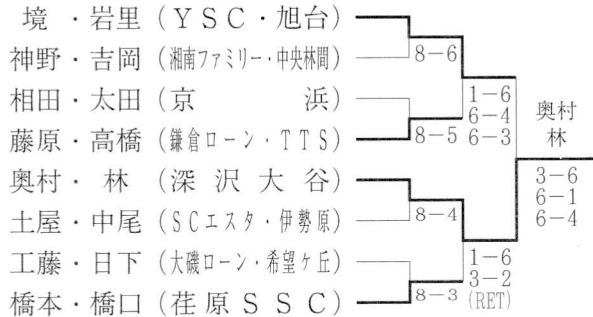 境・岩里（ＹＳＣ・旭台）
神野・吉岡（湘南ファミリー・中央林間）
8−6
相田・太田（京浜）
1−6
6−4
6−3
藤原・高橋（鎌倉ローン・ＴＴＳ）
8−5
奥村
林
3−6
6−1
6−4
奥村・林（深沢大谷）
土屋・中尾（ＳＣエスタ・伊勢原）
8−4
工藤・日下（大磯ローン・希望ヶ丘）
1−6
3−2
(RET)
橋本・橋口（荏原ＳＳＣ）
8−3